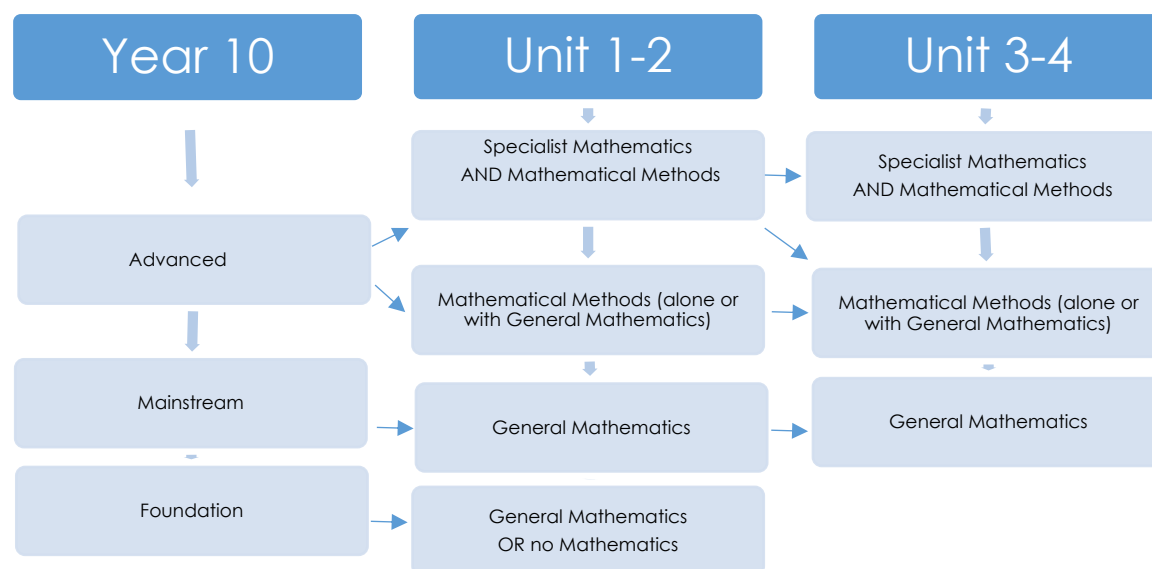 Year 10
Unit 1-2
Unit 3-4
Specialist Mathematics
AND Mathematical Methods
Specialist Mathematics
AND Mathematical Methods
Advanced
Mathematical Methods (alone or
with General Mathematics)
Mathematical Methods (alone or
with General Mathematics)
Mainstream
General Mathematics
General Mathematics
Foundation
General Mathematics
OR no Mathematics